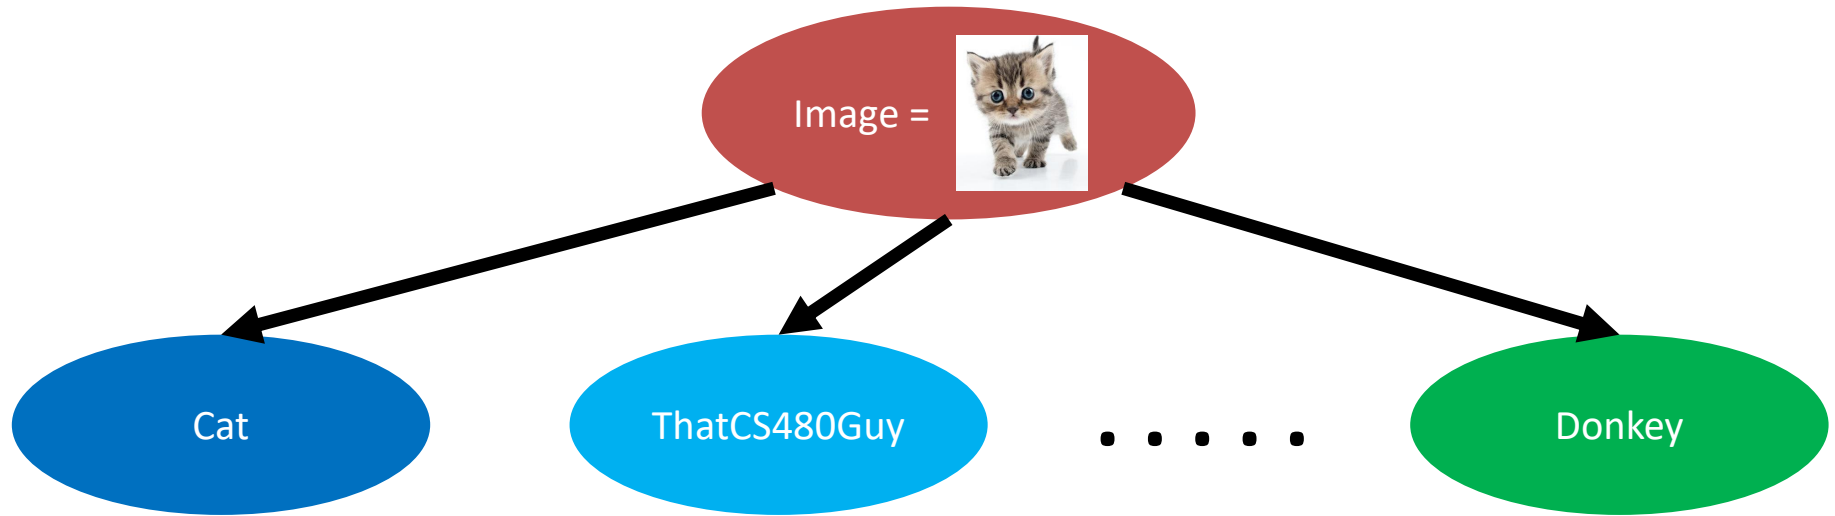 Image =
Cat
ThatCS480Guy
. . . . .
Donkey